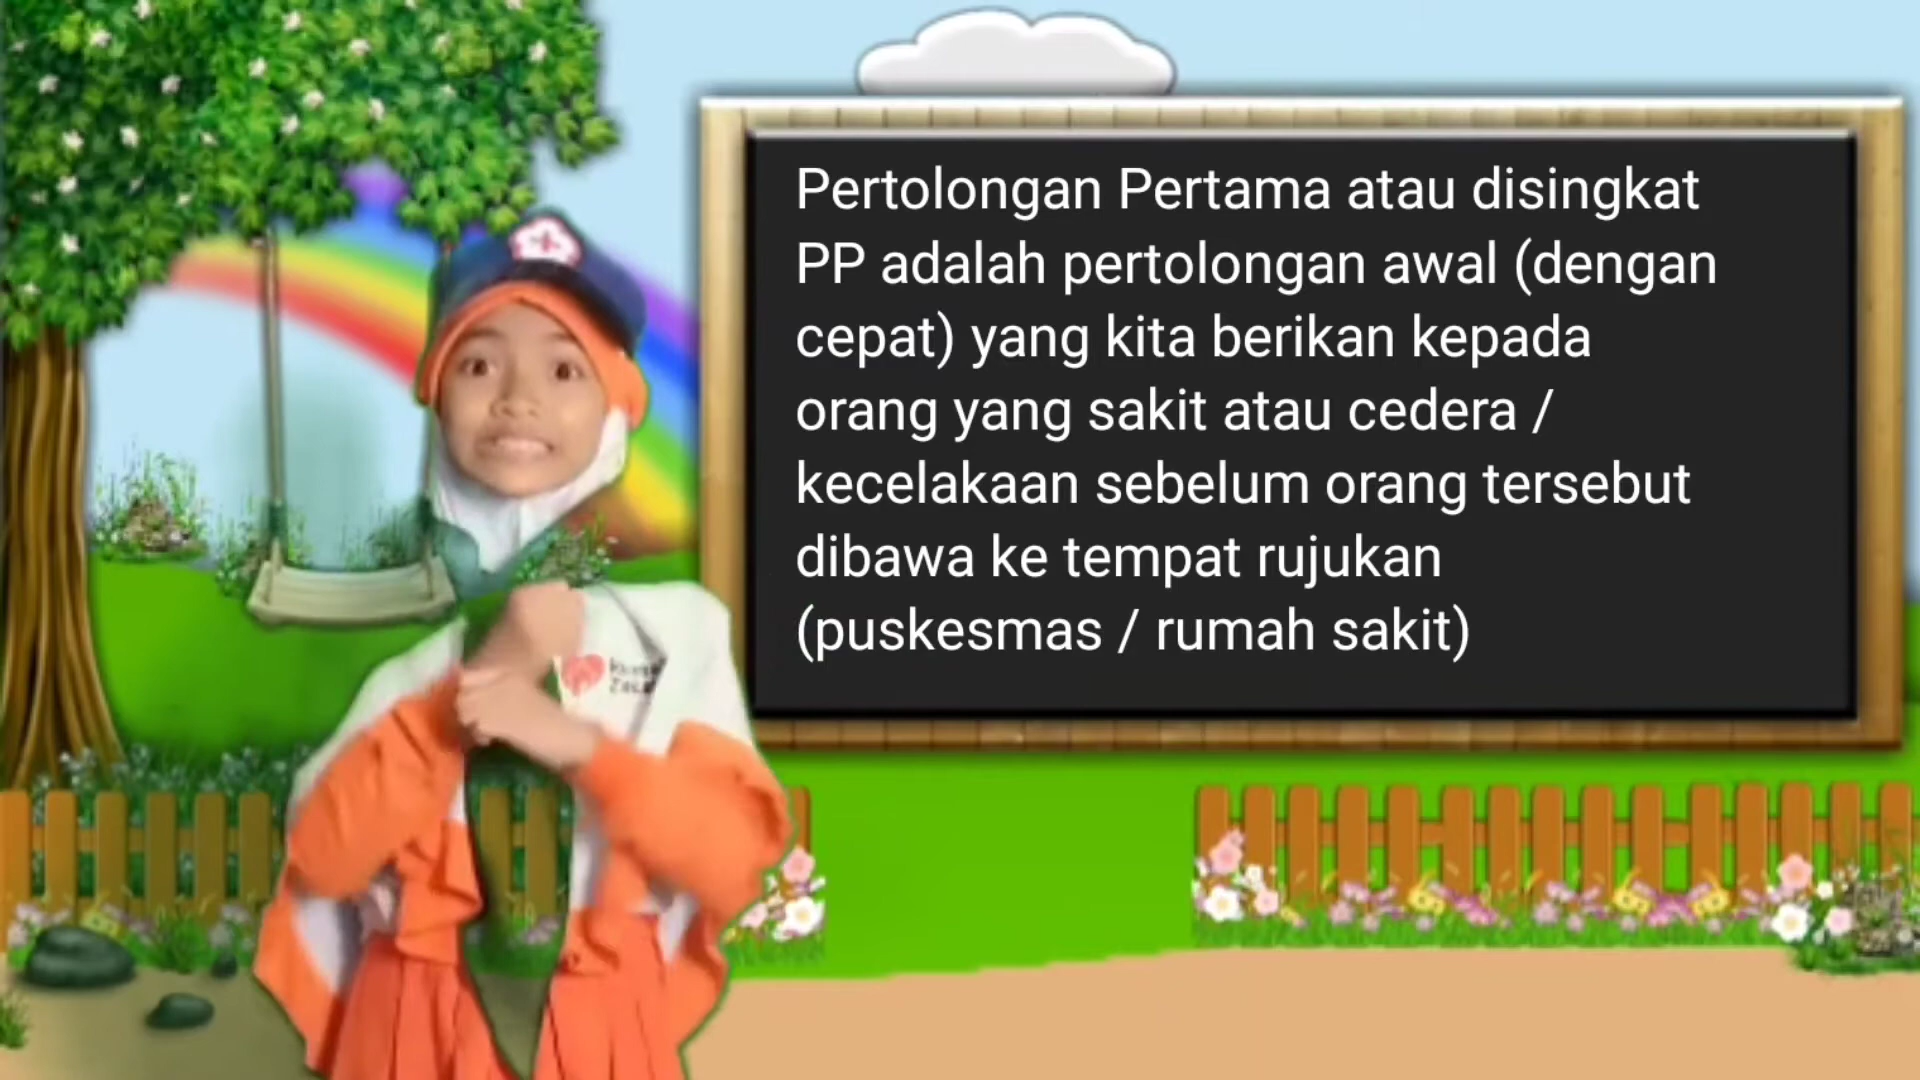 Pertolongan Pertama atau disingkat
PP adalah pertolongan awal (dengan
cepat) yang kita berikan kepada
orang yang sakit atau cedera /
kecelakaan sebelum orang tersebut
dibawa ke tempat rujukan
(puskesmas / rumah sakit)